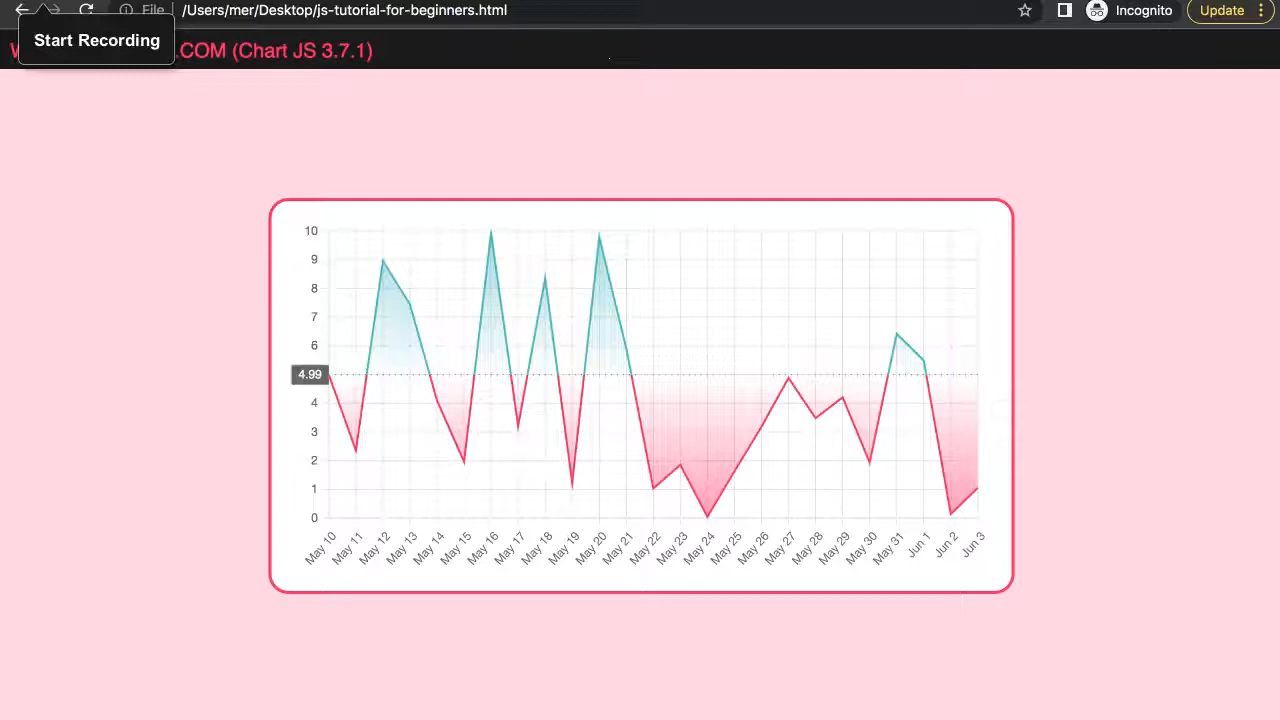 File
/Users/mer/Desktop/js-tutorial-for-beginners.html
Incognito
Update
Start Recording
.COM (Chart JS 3.7.1)
10
9
8
7
6
4.99
4
3
2
1
0
May 10
May 11
May 12
May 13
May 14
May 15
May 16
May 17
May 18
May 19
May 20
May 21
May 22
May 23
May 24
May 25
May 26
May 27
May 28
May 29
May 30
May 31
Jun 1
Jun 2
Jun 3